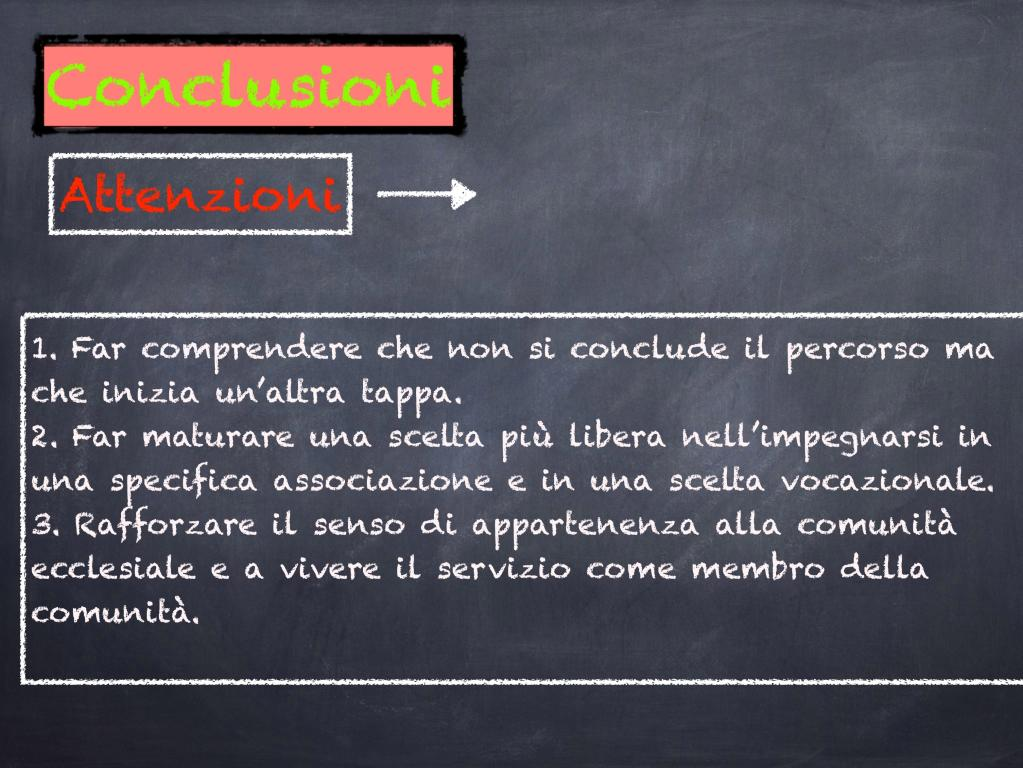 Conclusioni
Attenzioni
1. Far comprendere che non si conclude il percorso ma
che inizia un’altra tappa.
2. Far maturare una scelta più libera nell’impegnarsi in
una specifica associazione e in una scelta vocazionale.
3. Rafforzare il senso di appartenenza alla comunità
ecclesiale e a vivere il servizio come membro della
comunità.